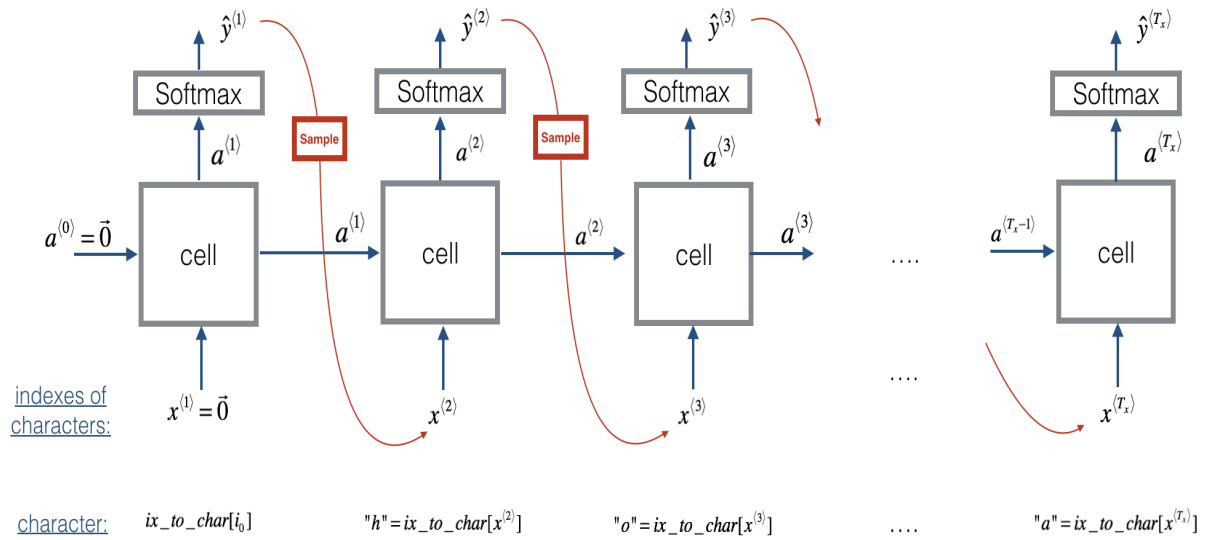 ŷ⟨1⟩ ŷ⟨2⟩ ŷ⟨3⟩ ŷ⟨Tₓ⟩
Softmax Softmax Softmax Softmax
Sample Sample
a⟨1⟩ a⟨2⟩ a⟨3⟩ a⟨Tₓ⟩
a⟨0⟩ = 0⃗ a⟨1⟩ a⟨2⟩ a⟨3⟩ a⟨Tₓ−1⟩
cell cell cell .... cell
....
indexes of
characters:
x⟨1⟩ = 0⃗ x⟨2⟩ x⟨3⟩ x⟨Tₓ⟩
character: ix_to_char[i₀] "h" = ix_to_char[x⟨2⟩] "o" = ix_to_char[x⟨3⟩] .... "a" = ix_to_char[x⟨Tₓ⟩]